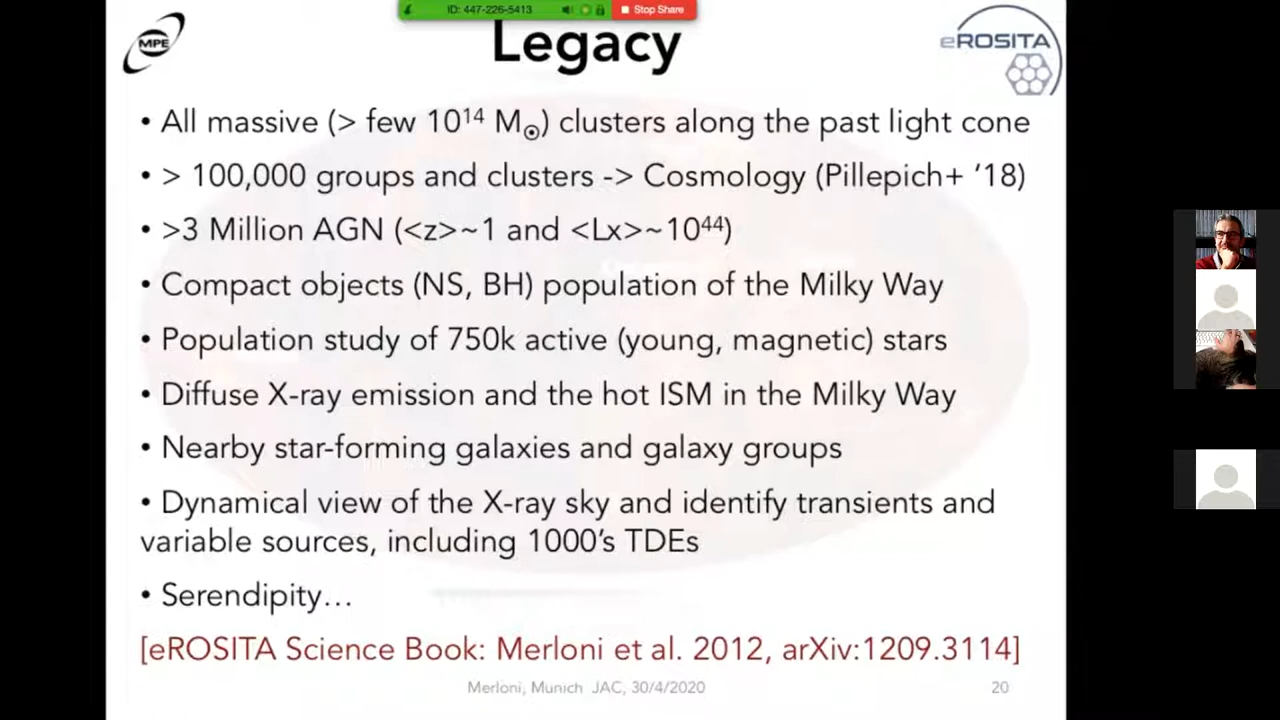 ID: 447-226-5413
Stop Share
MPE
Legacy
eROSITA
• All massive (> few 10¹⁴ M☉) clusters along the past light cone
• > 100,000 groups and clusters -> Cosmology (Pillepich+ ‘18)
• >3 Million AGN (<z>~1 and <Lx>~10⁴⁴)
• Compact objects (NS, BH) population of the Milky Way
• Population study of 750k active (young, magnetic) stars
• Diffuse X-ray emission and the hot ISM in the Milky Way
• Nearby star-forming galaxies and galaxy groups
• Dynamical view of the X-ray sky and identify transients and
variable sources, including 1000’s TDEs
• Serendipity…
[eROSITA Science Book: Merloni et al. 2012, arXiv:1209.3114]
Merloni, Munich JAC, 30/4/2020
20